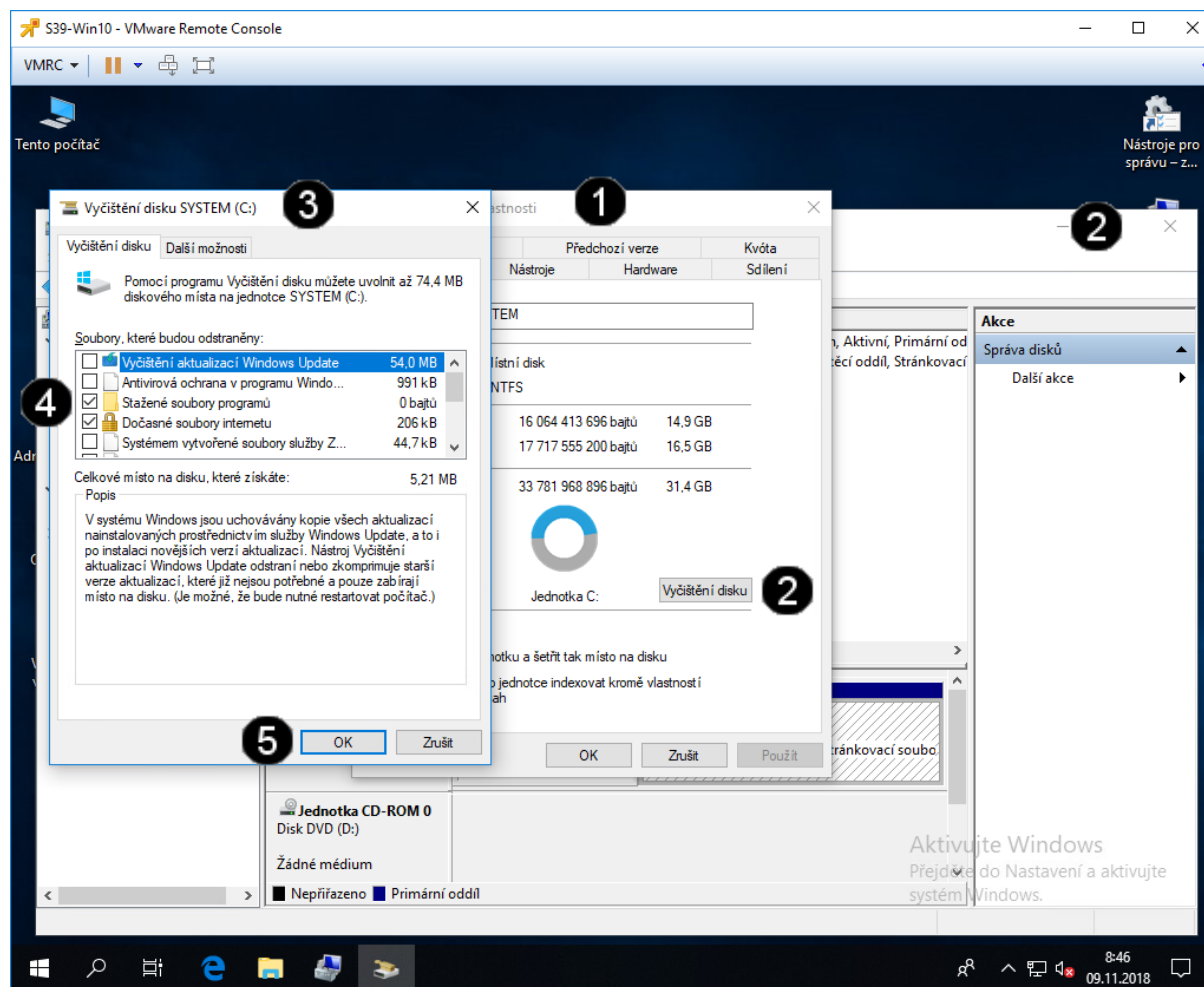 S39-Win10 - VMware Remote Console
VMRC
Tento počítač
Nástroje pro
správu – z...
3
1
2
Vyčištění disku SYSTEM (C:)
astnosti
Vyčištění disku
Další možnosti
Pomocí programu Vyčištění disku můžete uvolnit až 74,4 MB
diskového místa na jednotce SYSTEM (C:).
Soubory, které budou odstraněny:
Vyčištění aktualizací Windows Update 54,0 MB
Antivirová ochrana v programu Windo... 991 kB
4
Stažené soubory programů 0 bajtů
Dočasné soubory internetu 206 kB
Systémem vytvořené soubory služby Z... 44,7 kB
Celkové místo na disku, které získáte: 5,21 MB
Popis
V systému Windows jsou uchovávány kopie všech aktualizací
nainstalovaných prostřednictvím služby Windows Update, a to i
po instalaci novějších verzí aktualizací. Nástroj Vyčištění
aktualizací Windows Update odstraní nebo zkomprimuje starší
verze aktualizací, které již nejsou potřebné a pouze zabírají
místo na disku. (Je možné, že bude nutné restartovat počítač.)
5
OK
Zrušit
Předchozí verze
Kvóta
Nástroje
Hardware
Sdílení
TEM
ístní disk
NTFS
16 064 413 696 bajtů 14,9 GB
17 717 555 200 bajtů 16,5 GB
33 781 968 896 bajtů 31,4 GB
Jednotka C:
Vyčištění disku
2
notku a šetřit tak místo na disku
o jednotce indexovat kromě vlastností
ah
OK
Zrušit
Použít
n, Aktivní, Primární od
ěcí oddíl, Stránkovací
Akce
Správa disků
Další akce
Adr
tránkovací soubo
Jednotka CD-ROM 0
Disk DVD (D:)
Žádné médium
Nepřiřazeno
Primární oddíl
Aktivujte Windows
Přejděte do Nastavení a aktivujte
systém Windows.
8:46
09.11.2018